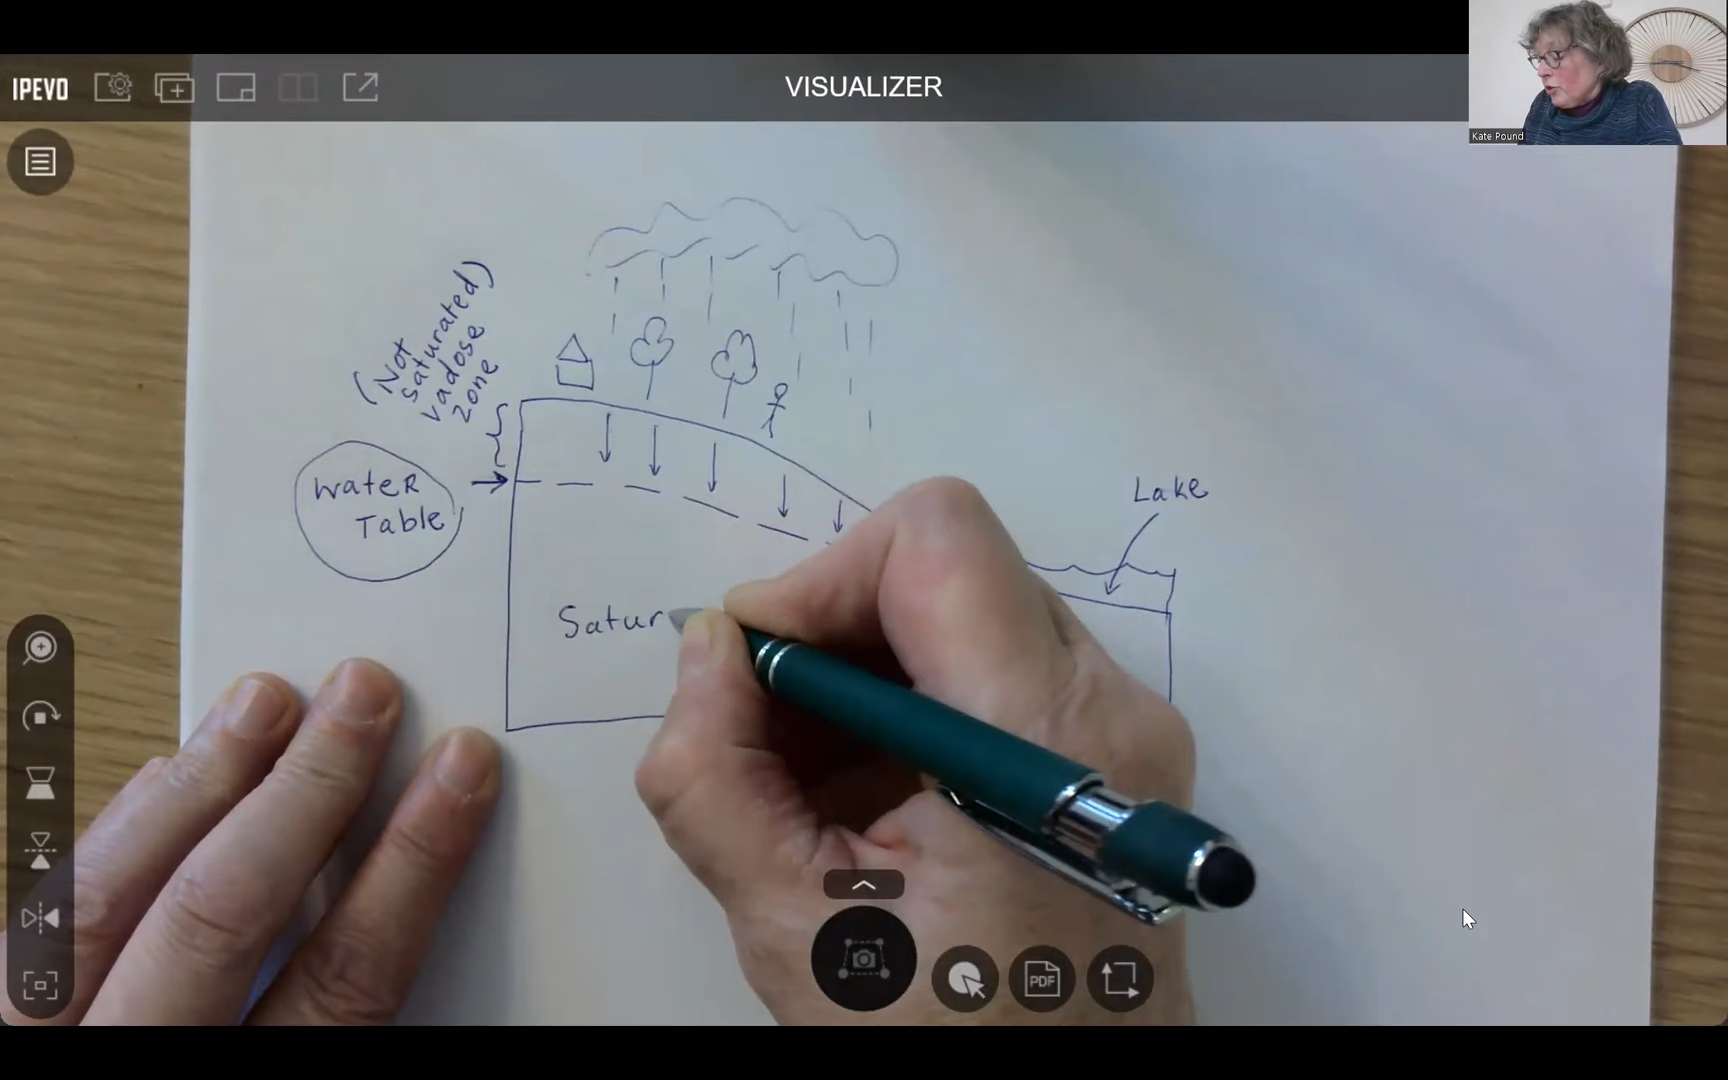 IPEVO
VISUALIZER
Kate Pound
(Not
saturated)
vadose
zone
WateR
Table
Lake
Satur
PDF